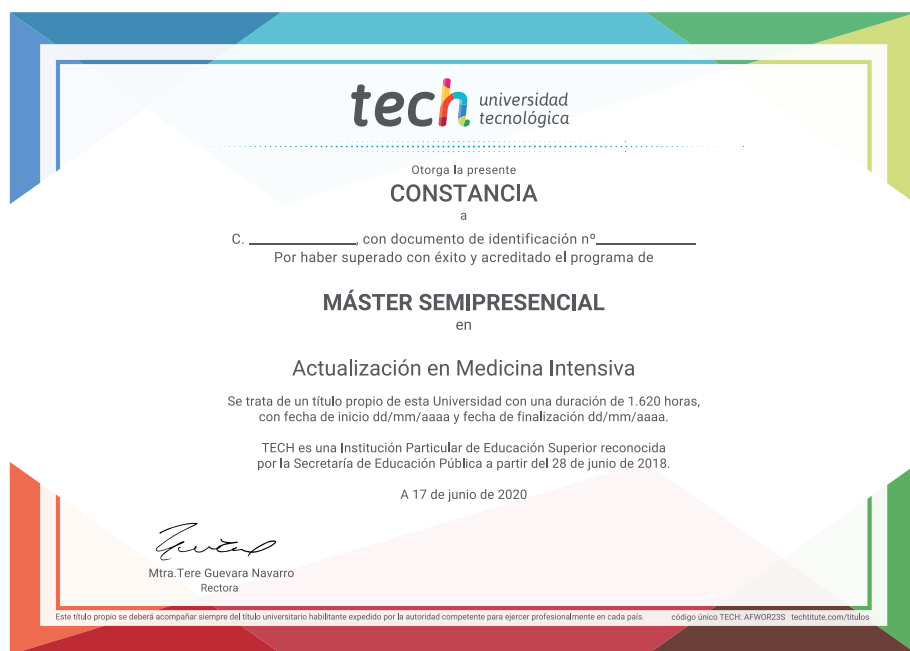 tech universidad
tecnológica
Otorga la presente
CONSTANCIA
a
C. ____________, con documento de identificación nº___________
Por haber superado con éxito y acreditado el programa de
MÁSTER SEMIPRESENCIAL
en
Actualización en Medicina Intensiva
Se trata de un título propio de esta Universidad con una duración de 1.620 horas,
con fecha de inicio dd/mm/aaaa y fecha de finalización dd/mm/aaaa.
TECH es una Institución Particular de Educación Superior reconocida
por la Secretaría de Educación Pública a partir del 28 de junio de 2018.
A 17 de junio de 2020
Mtra.Tere Guevara Navarro
Rectora
Este título propio se deberá acompañar siempre del título universitario habilitante expedido por la autoridad competente para ejercer profesionalmente en cada país. código único TECH: AFWOR23S techtitute.com/titulos